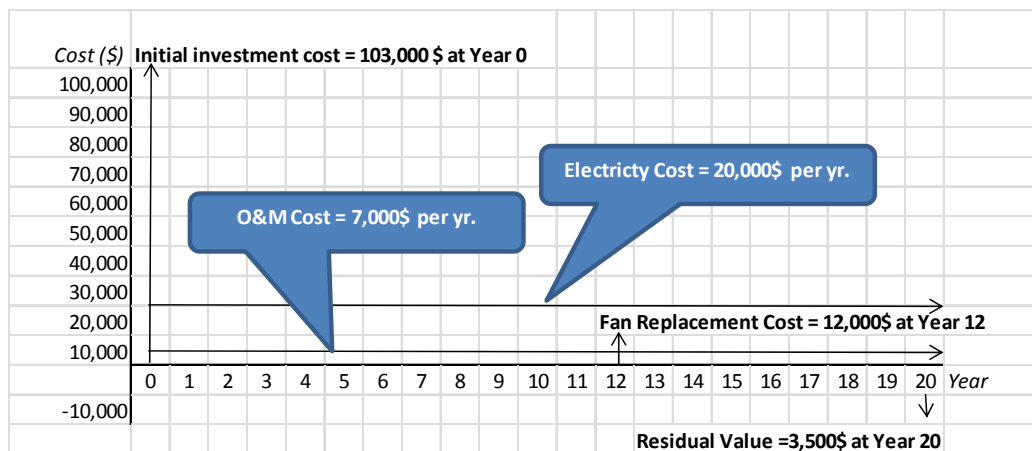 Cost ($) Initial investment cost = 103,000 $ at Year 0
100,000
90,000
80,000
70,000
Electricty Cost = 20,000$ per yr.
60,000
O&M Cost = 7,000$ per yr.
50,000
40,000
30,000
20,000
Fan Replacement Cost = 12,000$ at Year 12
10,000
0 1 2 3 4 5 6 7 8 9 10 11 12 13 14 15 16 17 18 19 20 Year
-10,000
Residual Value =3,500$ at Year 20